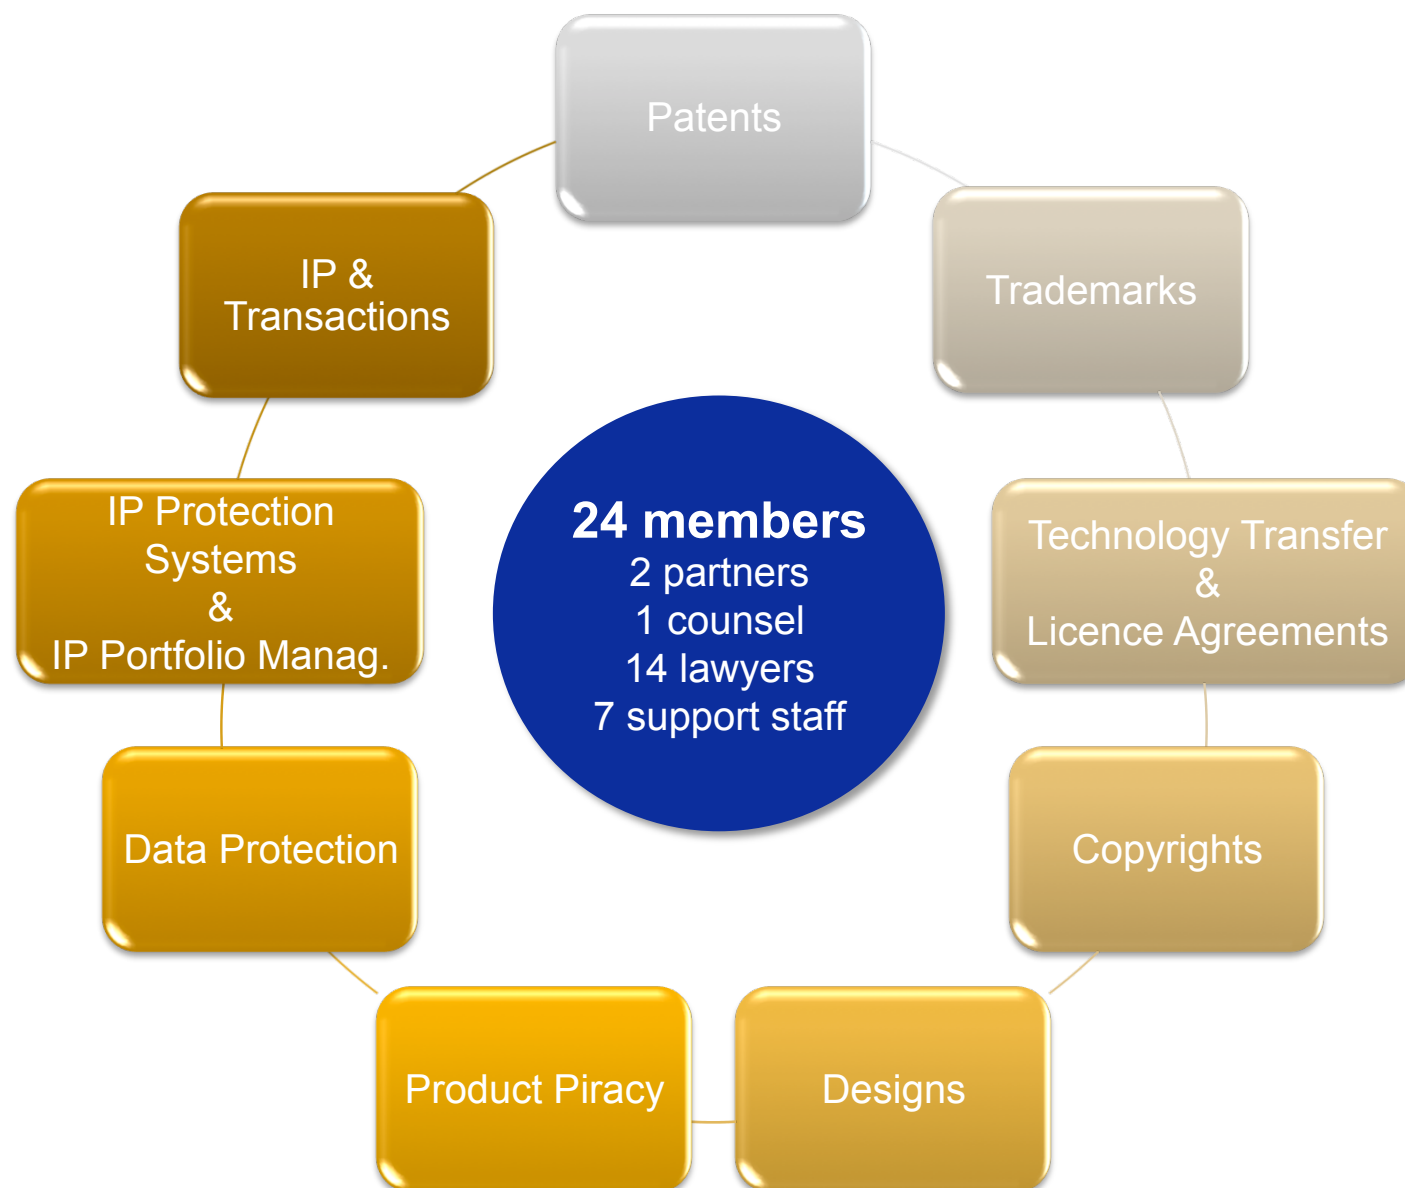 Patents
Trademarks
Technology Transfer
&
Licence Agreements
Copyrights
Designs
Product Piracy
Data Protection
IP Protection
Systems
&
IP Portfolio Manag.
IP &
Transactions
24 members
2 partners
1 counsel
14 lawyers
7 support staff